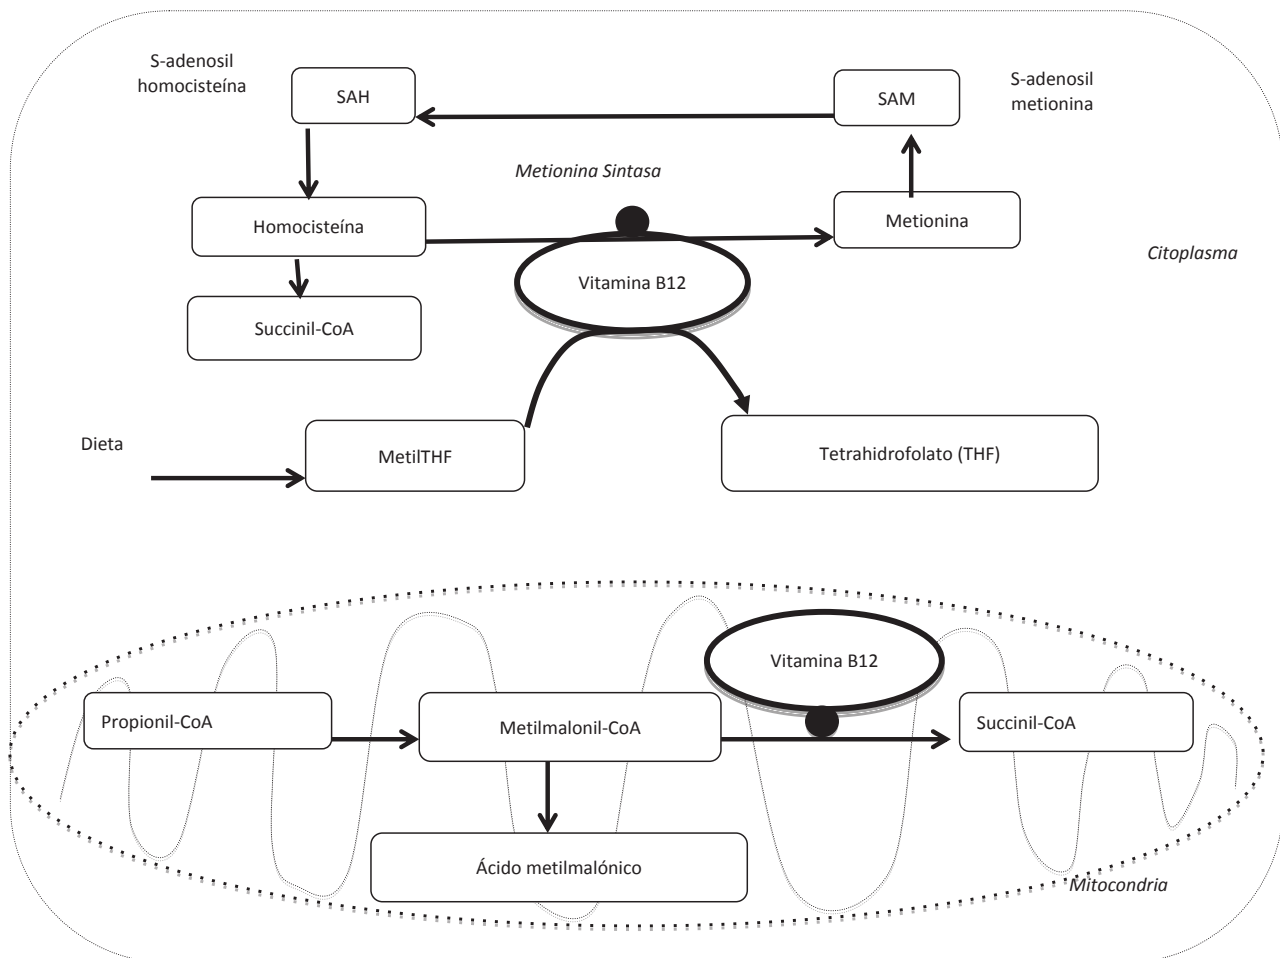 S-adenosil
homocisteína
SAH
SAM
S-adenosil
metionina
Metionina Sintasa
Homocisteína
Metionina
Citoplasma
Vitamina B12
Succinil-CoA
Dieta
MetilTHF
Tetrahidrofolato (THF)
Vitamina B12
Propionil-CoA
Metilmalonil-CoA
Succinil-CoA
Ácido metilmalónico
Mitocondria